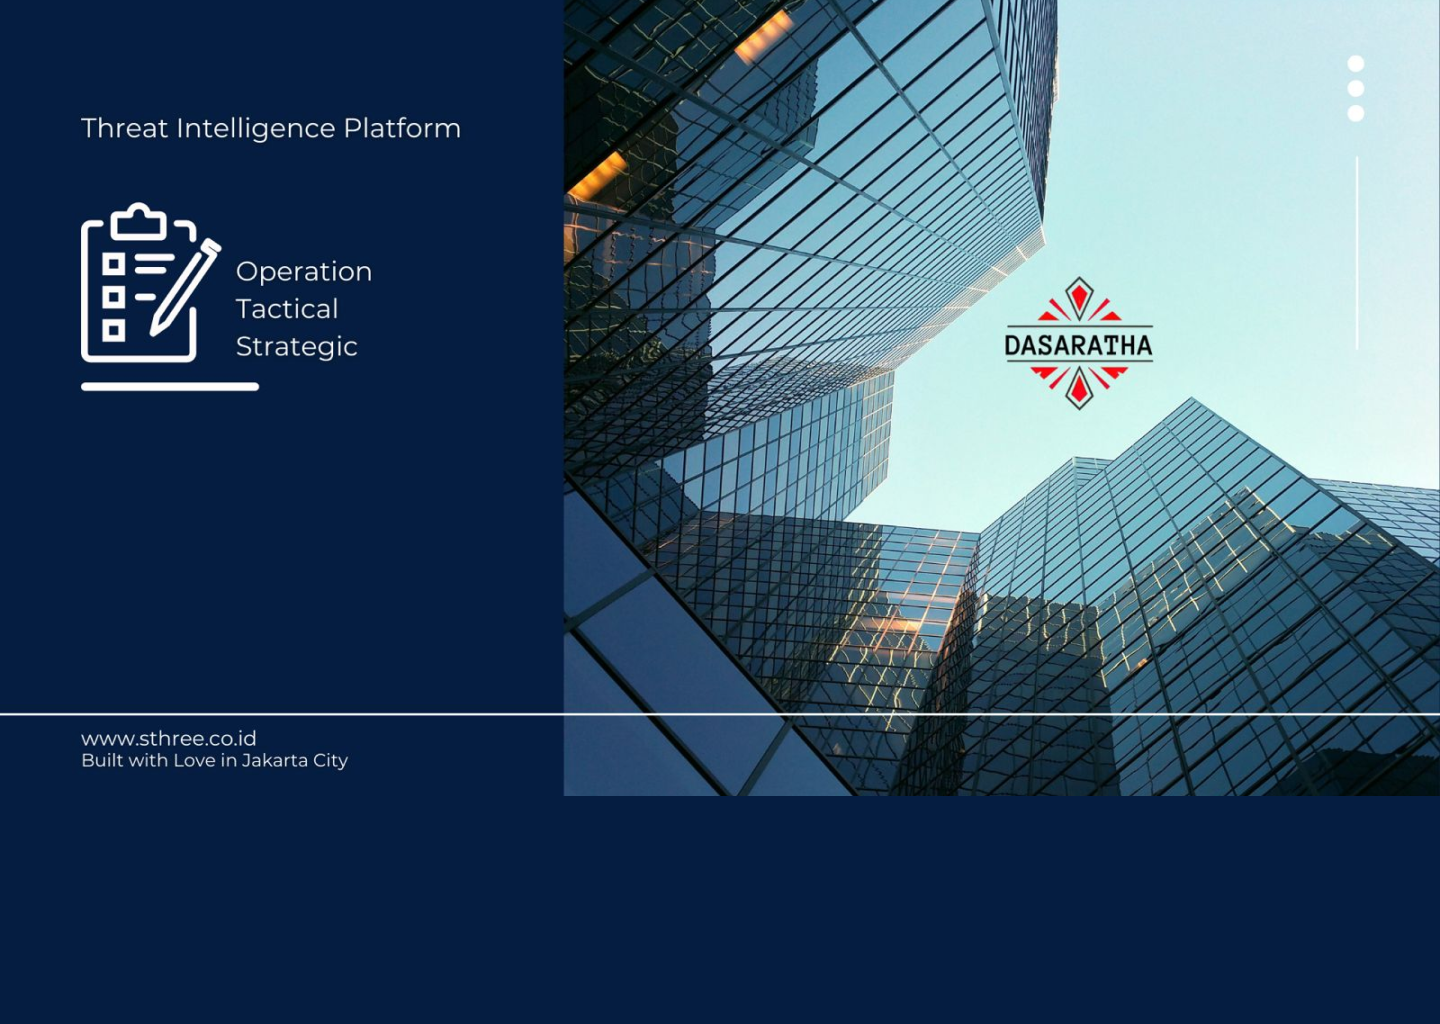 Threat Intelligence Platform
Operation
Tactical
Strategic
DASARATHA
www.sthree.co.id
Built with Love in Jakarta City